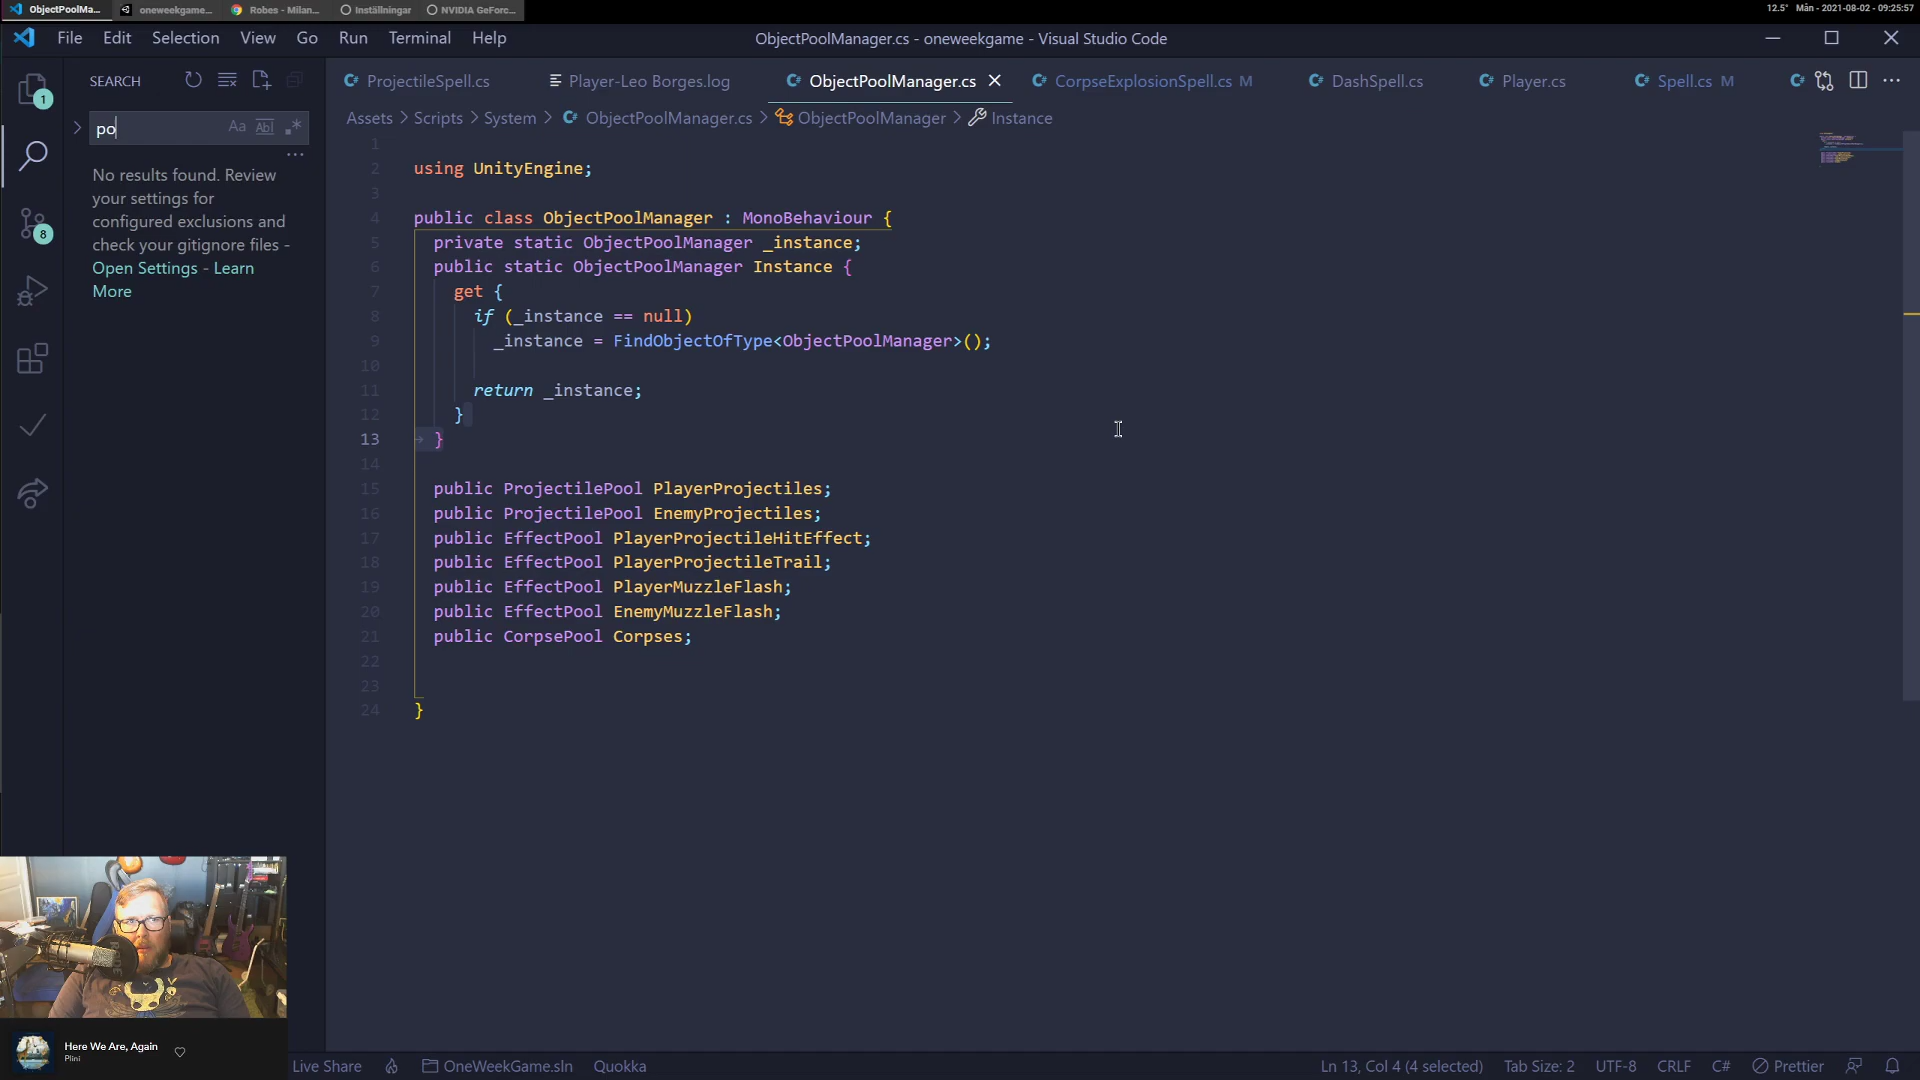 ObjectPoolMa...
oneweekgame...
Robes - Milan...
Inställningar
NVIDIA GeForc...
12.5° Mån - 2021-08-02 - 09:25:57
File Edit Selection View Go Run Terminal Help
ObjectPoolManager.cs - oneweekgame - Visual Studio Code
SEARCH
ProjectileSpell.cs
Player-Leo Borges.log
ObjectPoolManager.cs
CorpseExplosionSpell.cs M
DashSpell.cs
Player.cs
Spell.cs M
1
8
po
Aa Abl .*
No results found. Review
your settings for
configured exclusions and
check your gitignore files -
Open Settings - Learn
More
Assets > Scripts > System > ObjectPoolManager.cs > ObjectPoolManager > Instance
1
2 using UnityEngine;
3
4 public class ObjectPoolManager : MonoBehaviour {
5 private static ObjectPoolManager _instance;
6 public static ObjectPoolManager Instance {
7 get {
8 if (_instance == null)
9 _instance = FindObjectOfType<ObjectPoolManager>();
10
11 return _instance;
12 }
13 }
14
15 public ProjectilePool PlayerProjectiles;
16 public ProjectilePool EnemyProjectiles;
17 public EffectPool PlayerProjectileHitEffect;
18 public EffectPool PlayerProjectileTrail;
19 public EffectPool PlayerMuzzleFlash;
20 public EffectPool EnemyMuzzleFlash;
21 public CorpsePool Corpses;
22
23
24 }
Here We Are, Again
Plini
Live Share
OneWeekGame.sln
Quokka
Ln 13, Col 4 (4 selected)
Tab Size: 2
UTF-8
CRLF
C#
Prettier